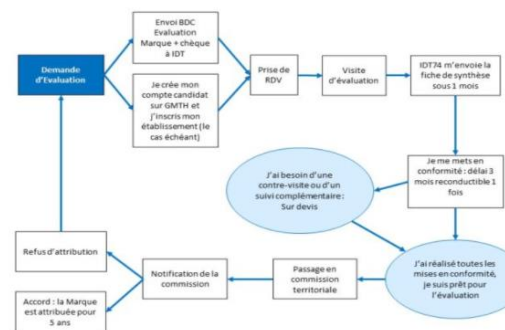 Demande
d'Evaluation
Envoi BDC
Evaluation
Marque + chèque
à IDT
Je crée mon
compte candidat
sur GMTH et
j'inscris mon
établissement (le
cas échéant)
Prise de
RDV
Visite
d'évaluation
IDT74 m'envoie la
fiche de synthèse
sous 1 mois
Je me mets en
conformité : délai 3
mois reconductible 1
fois
J'ai besoin d'une
contre-visite ou d'un
suivi complémentaire :
Sur devis
J'ai réalisé toutes les
mises en conformité,
je suis prêt pour
l'évaluation
Passage en
commission
territoriale
Notification de la
commission
Refus d'attribution
Accord : la Marque
est attribuée pour
5 ans